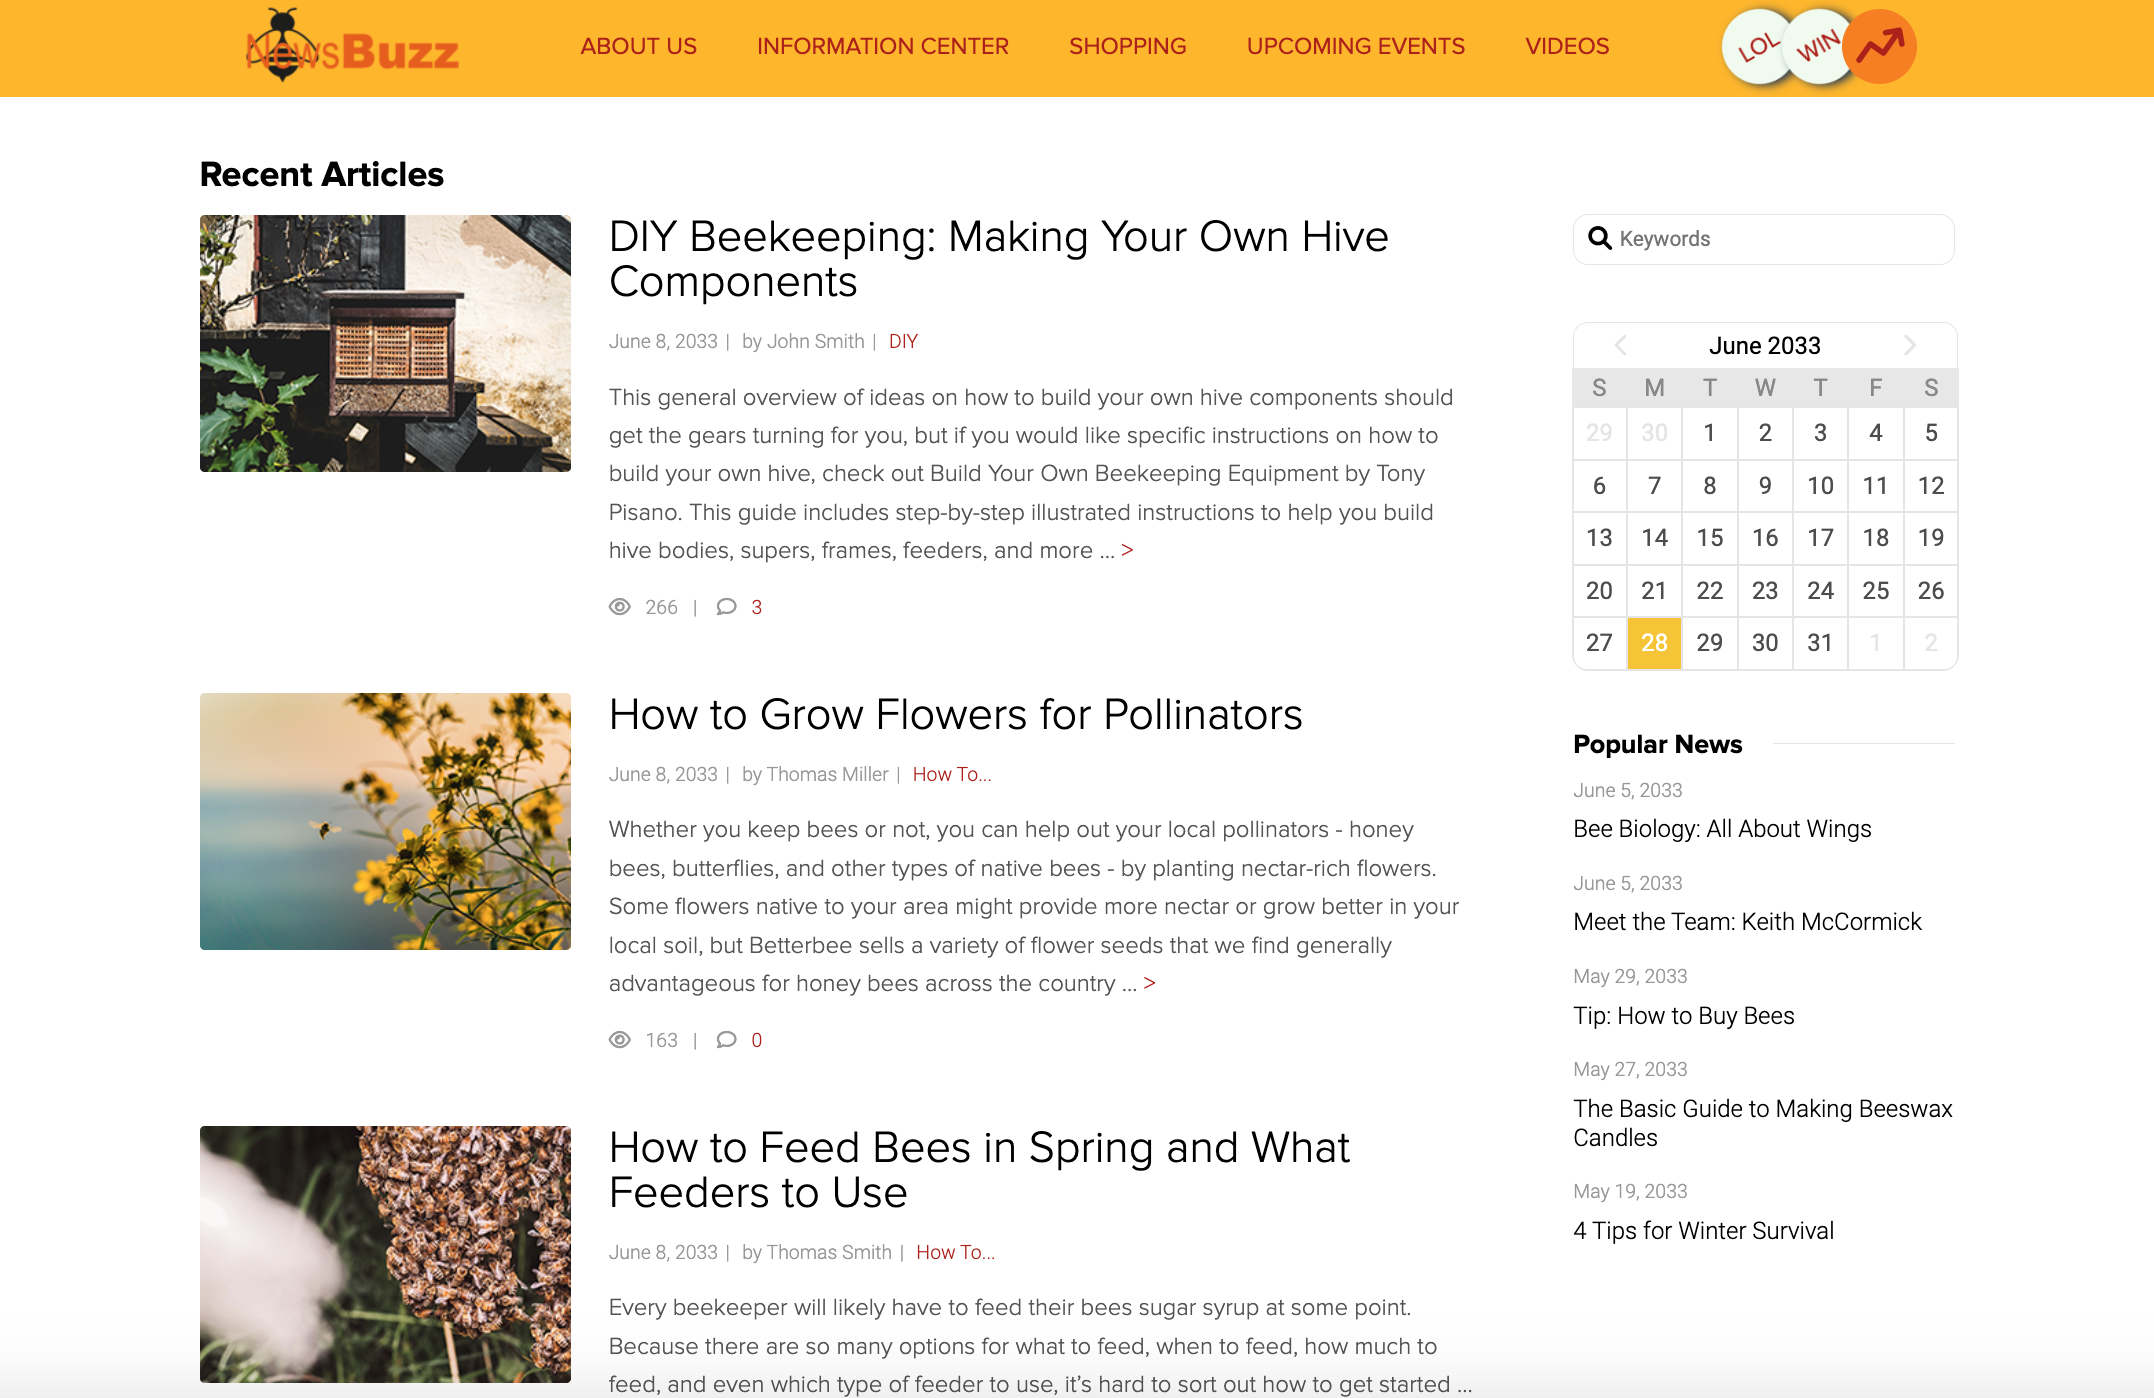 NewsBuzz
ABOUT US
INFORMATION CENTER
SHOPPING
UPCOMING EVENTS
VIDEOS
LOL
WIN
Recent Articles
DIY Beekeeping: Making Your Own Hive
Components
June 8, 2033 | by John Smith | DIY
This general overview of ideas on how to build your own hive components should
get the gears turning for you, but if you would like specific instructions on how to
build your own hive, check out Build Your Own Beekeeping Equipment by Tony
Pisano. This guide includes step-by-step illustrated instructions to help you build
hive bodies, supers, frames, feeders, and more ... >
266 | 3
How to Grow Flowers for Pollinators
June 8, 2033 | by Thomas Miller | How To...
Whether you keep bees or not, you can help out your local pollinators - honey
bees, butterflies, and other types of native bees - by planting nectar-rich flowers.
Some flowers native to your area might provide more nectar or grow better in your
local soil, but Betterbee sells a variety of flower seeds that we find generally
advantageous for honey bees across the country ... >
163 | 0
How to Feed Bees in Spring and What
Feeders to Use
June 8, 2033 | by Thomas Smith | How To...
Every beekeeper will likely have to feed their bees sugar syrup at some point.
Because there are so many options for what to feed, when to feed, how much to
feed, and even which type of feeder to use, it's hard to sort out how to get started ...
Keywords
< June 2033 >
S M T W T F S
29 30 1 2 3 4 5
6 7 8 9 10 11 12
13 14 15 16 17 18 19
20 21 22 23 24 25 26
27 28 29 30 31 1 2
Popular News
June 5, 2033
Bee Biology: All About Wings
June 5, 2033
Meet the Team: Keith McCormick
May 29, 2033
Tip: How to Buy Bees
May 27, 2033
The Basic Guide to Making Beeswax
Candles
May 19, 2033
4 Tips for Winter Survival